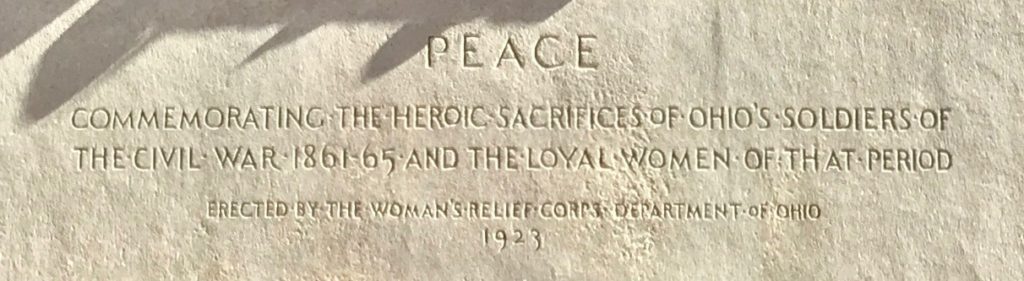 PEACE
COMMEMORATING·THE·HEROIC·SACRIFICES·OF·OHIO'S·SOLDIERS·OF
THE·CIVIL·WAR·1861-65·AND THE·LOYAL·WOMEN·OF·THAT·PERIOD
ERECTED·BY·THE WOMAN'S·RELIEF·CORPS·DEPARTMENT·OF·OHIO
1923